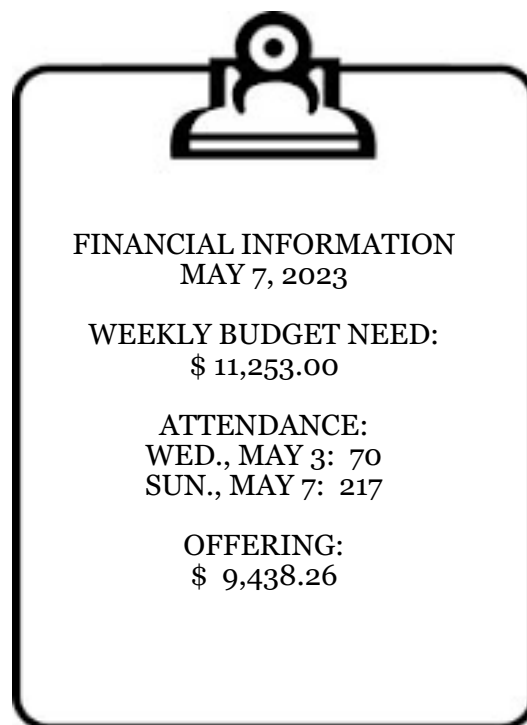 FINANCIAL INFORMATION
MAY 7, 2023
WEEKLY BUDGET NEED:
$ 11,253.00
ATTENDANCE:
WED., MAY 3:  70
SUN., MAY 7:  217
OFFERING:
$  9,438.26